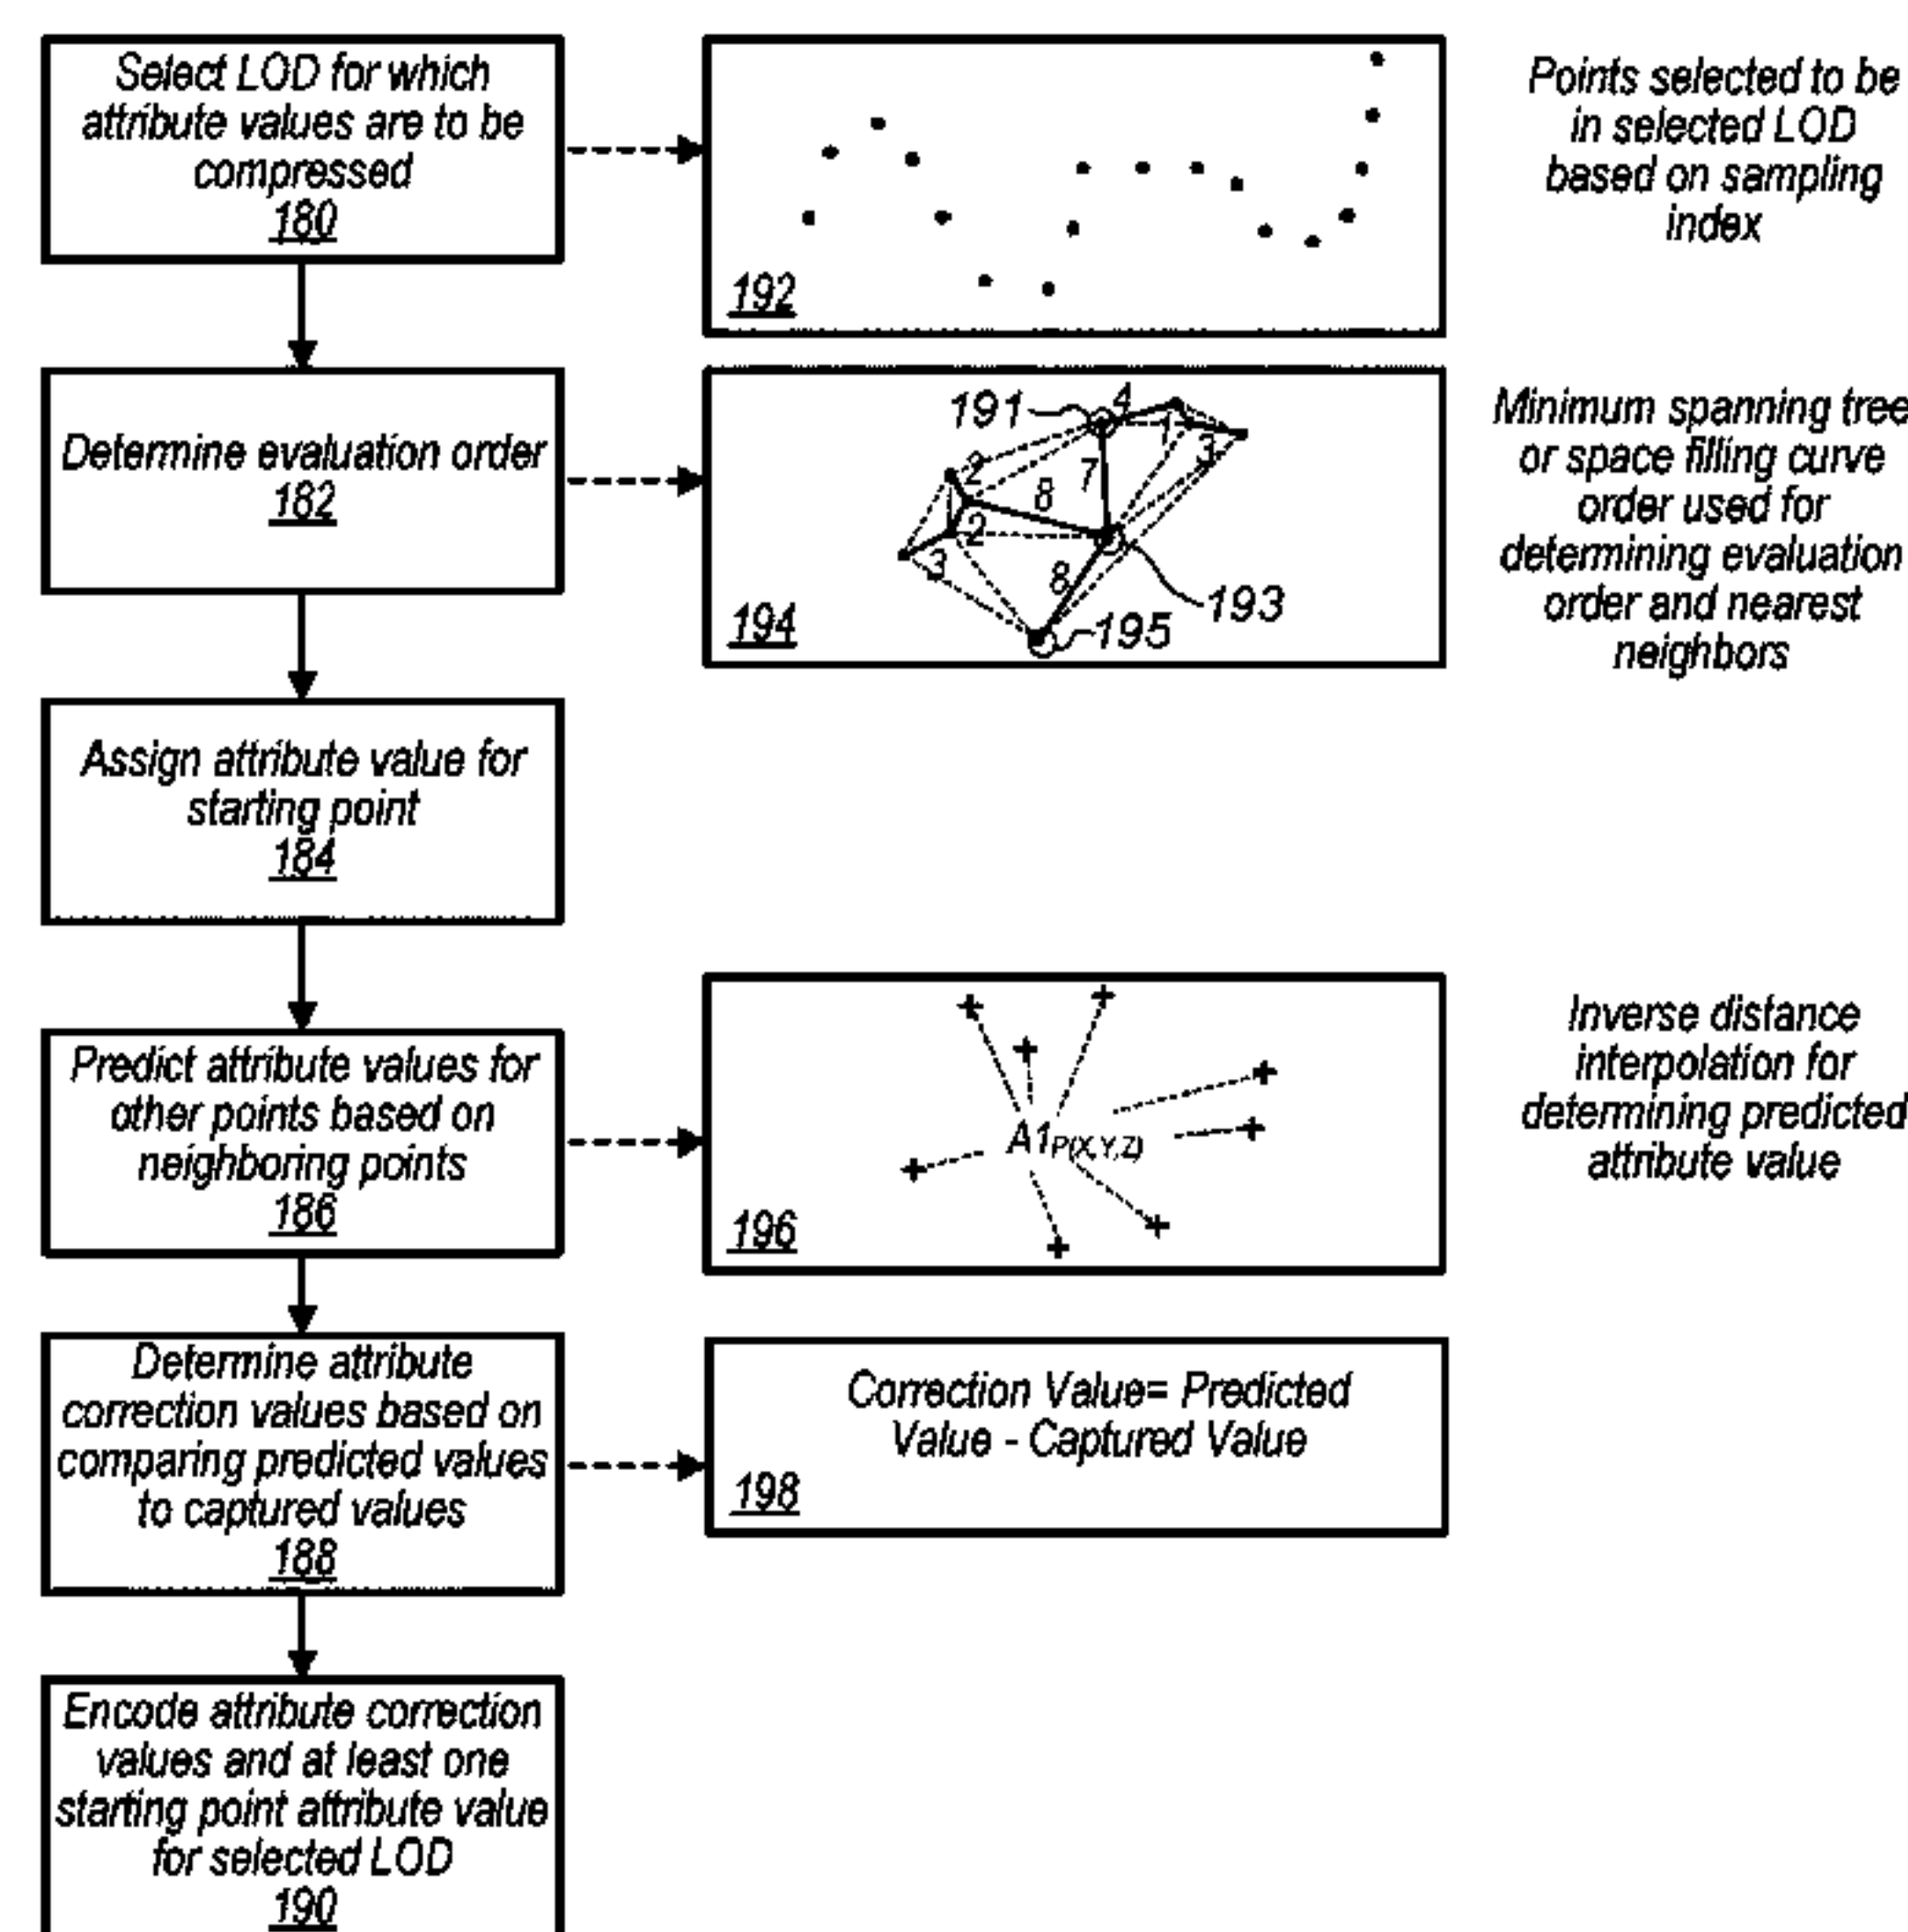 Select LOD for which
attribute values are to be
compressed
180
192
Points selected to be
in selected LOD
based on sampling
index
Determine evaluation order
182
191
4
1
3
2
7
8
2
3
8
193
195
194
Minimum spanning tree
or space filling curve
order used for
determining evaluation
order and nearest
neighbors
Assign attribute value for
starting point
184
Predict attribute values for
other points based on
neighboring points
186
A1P(X,Y,Z)
196
Inverse distance
interpolation for
determining predicted
attribute value
Determine attribute
correction values based on
comparing predicted values
to captured values
188
Correction Value= Predicted
Value - Captured Value
198
Encode attribute correction
values and at least one
starting point attribute value
for selected LOD
190